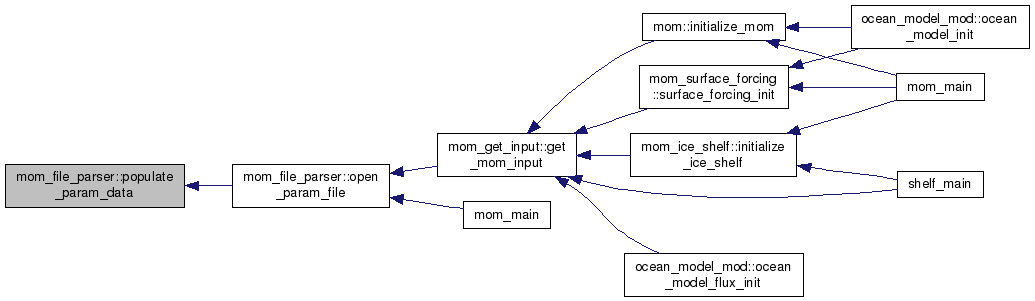 mom_file_parser::populate
_param_data
mom_file_parser::open
_param_file
mom_get_input::get
_mom_input
mom_main
mom::initialize_mom
mom_surface_forcing
::surface_forcing_init
mom_ice_shelf::initialize
_ice_shelf
ocean_model_mod::ocean
_model_flux_init
ocean_model_mod::ocean
_model_init
mom_main
shelf_main